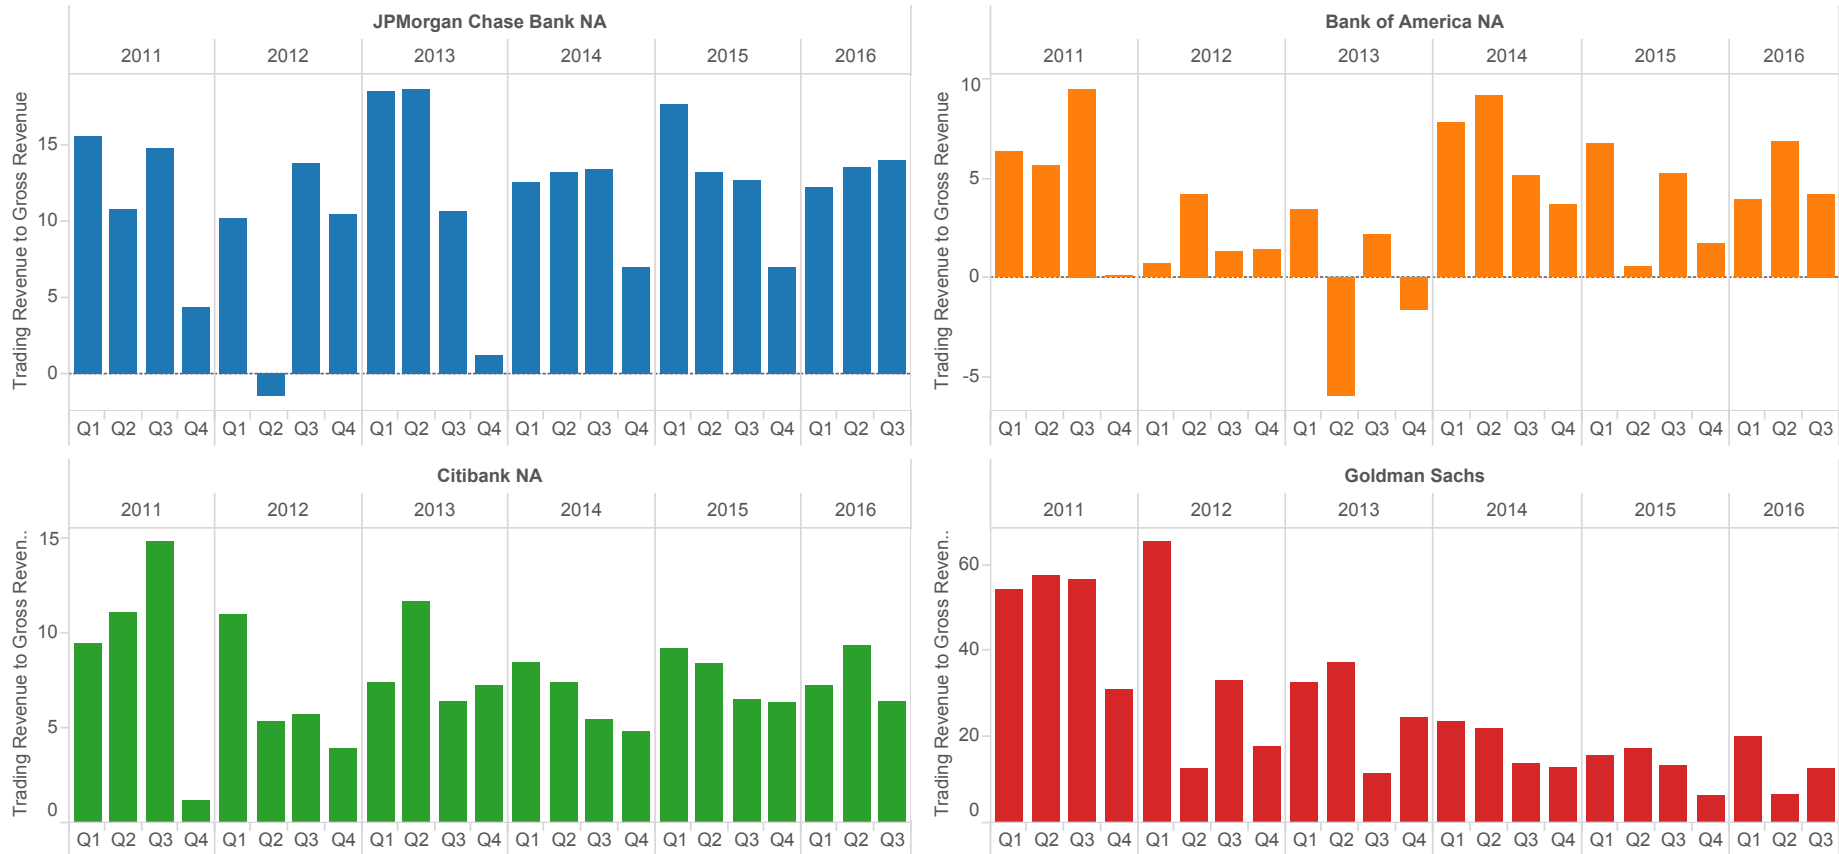 JPMorgan Chase Bank NA
2011 2012 2013 2014 2015 2016
Trading Revenue to Gross Revenue
15
10
5
0
Q1 Q2 Q3 Q4 Q1 Q2 Q3 Q4 Q1 Q2 Q3 Q4 Q1 Q2 Q3 Q4 Q1 Q2 Q3 Q4 Q1 Q2 Q3
Bank of America NA
2011 2012 2013 2014 2015 2016
Trading Revenue to Gross Revenue
10
5
0
-5
Q1 Q2 Q3 Q4 Q1 Q2 Q3 Q4 Q1 Q2 Q3 Q4 Q1 Q2 Q3 Q4 Q1 Q2 Q3 Q4 Q1 Q2 Q3
Citibank NA
2011 2012 2013 2014 2015 2016
Trading Revenue to Gross Reven..
15
10
5
0
Q1 Q2 Q3 Q4 Q1 Q2 Q3 Q4 Q1 Q2 Q3 Q4 Q1 Q2 Q3 Q4 Q1 Q2 Q3 Q4 Q1 Q2 Q3
Goldman Sachs
2011 2012 2013 2014 2015 2016
Trading Revenue to Gross Reven..
60
40
20
0
Q1 Q2 Q3 Q4 Q1 Q2 Q3 Q4 Q1 Q2 Q3 Q4 Q1 Q2 Q3 Q4 Q1 Q2 Q3 Q4 Q1 Q2 Q3